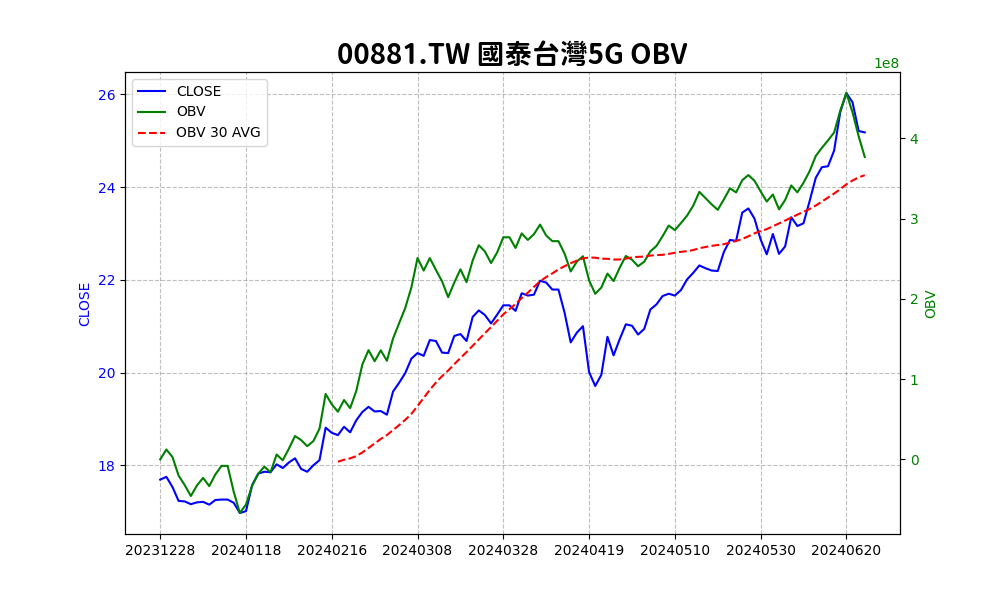 00881.TW 國泰台灣5G OBV
1e8
CLOSE
OBV
OBV 30 AVG
26
24
22
20
18
CLOSE
4
3
2
1
0
OBV
20231228 20240118 20240216 20240308 20240328 20240419 20240510 20240530 20240620